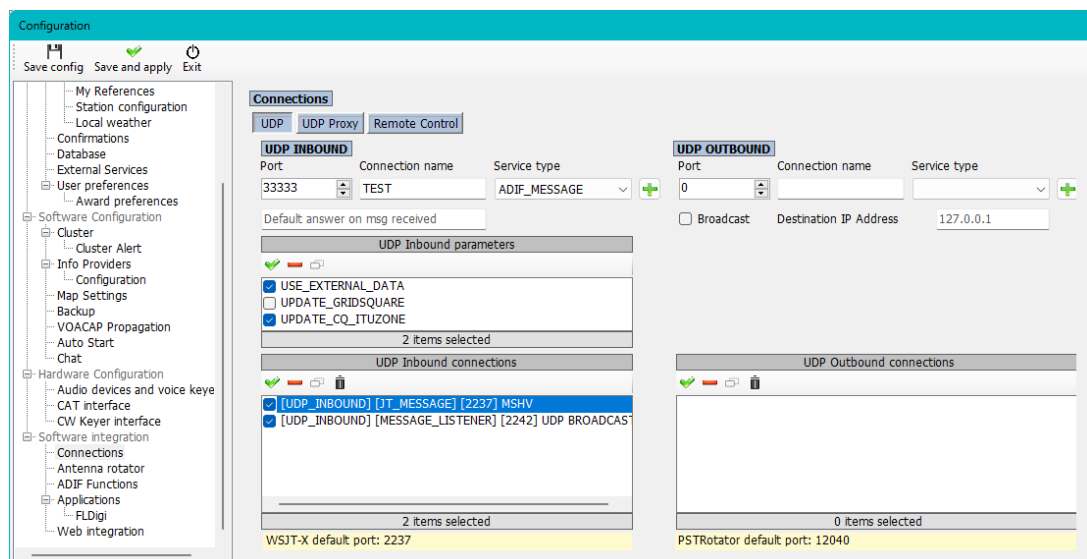 Configuration
Save config Save and apply Exit
My References
Station configuration
Local weather
Confirmations
Database
External Services
User preferences
Award preferences
Software Configuration
Cluster
Cluster Alert
Info Providers
Configuration
Map Settings
Backup
VOACAP Propagation
Auto Start
Chat
Hardware Configuration
Audio devices and voice keye
CAT interface
CW Keyer interface
Software integration
Connections
Antenna rotator
ADIF Functions
Applications
FLDigi
Web integration
Connections
UDP UDP Proxy Remote Control
UDP INBOUND
Port Connection name Service type
33333 TEST ADIF_MESSAGE
Default answer on msg received
UDP Inbound parameters
USE_EXTERNAL_DATA
UPDATE_GRIDSQUARE
UPDATE_CQ_ITUZONE
2 items selected
UDP Inbound connections
[UDP_INBOUND] [JT_MESSAGE] [2237] MSHV
[UDP_INBOUND] [MESSAGE_LISTENER] [2242] UDP BROADCAST
2 items selected
WSJT-X default port: 2237
UDP OUTBOUND
Port Connection name Service type
0
Broadcast Destination IP Address 127.0.0.1
UDP Outbound connections
0 items selected
PSTRotator default port: 12040